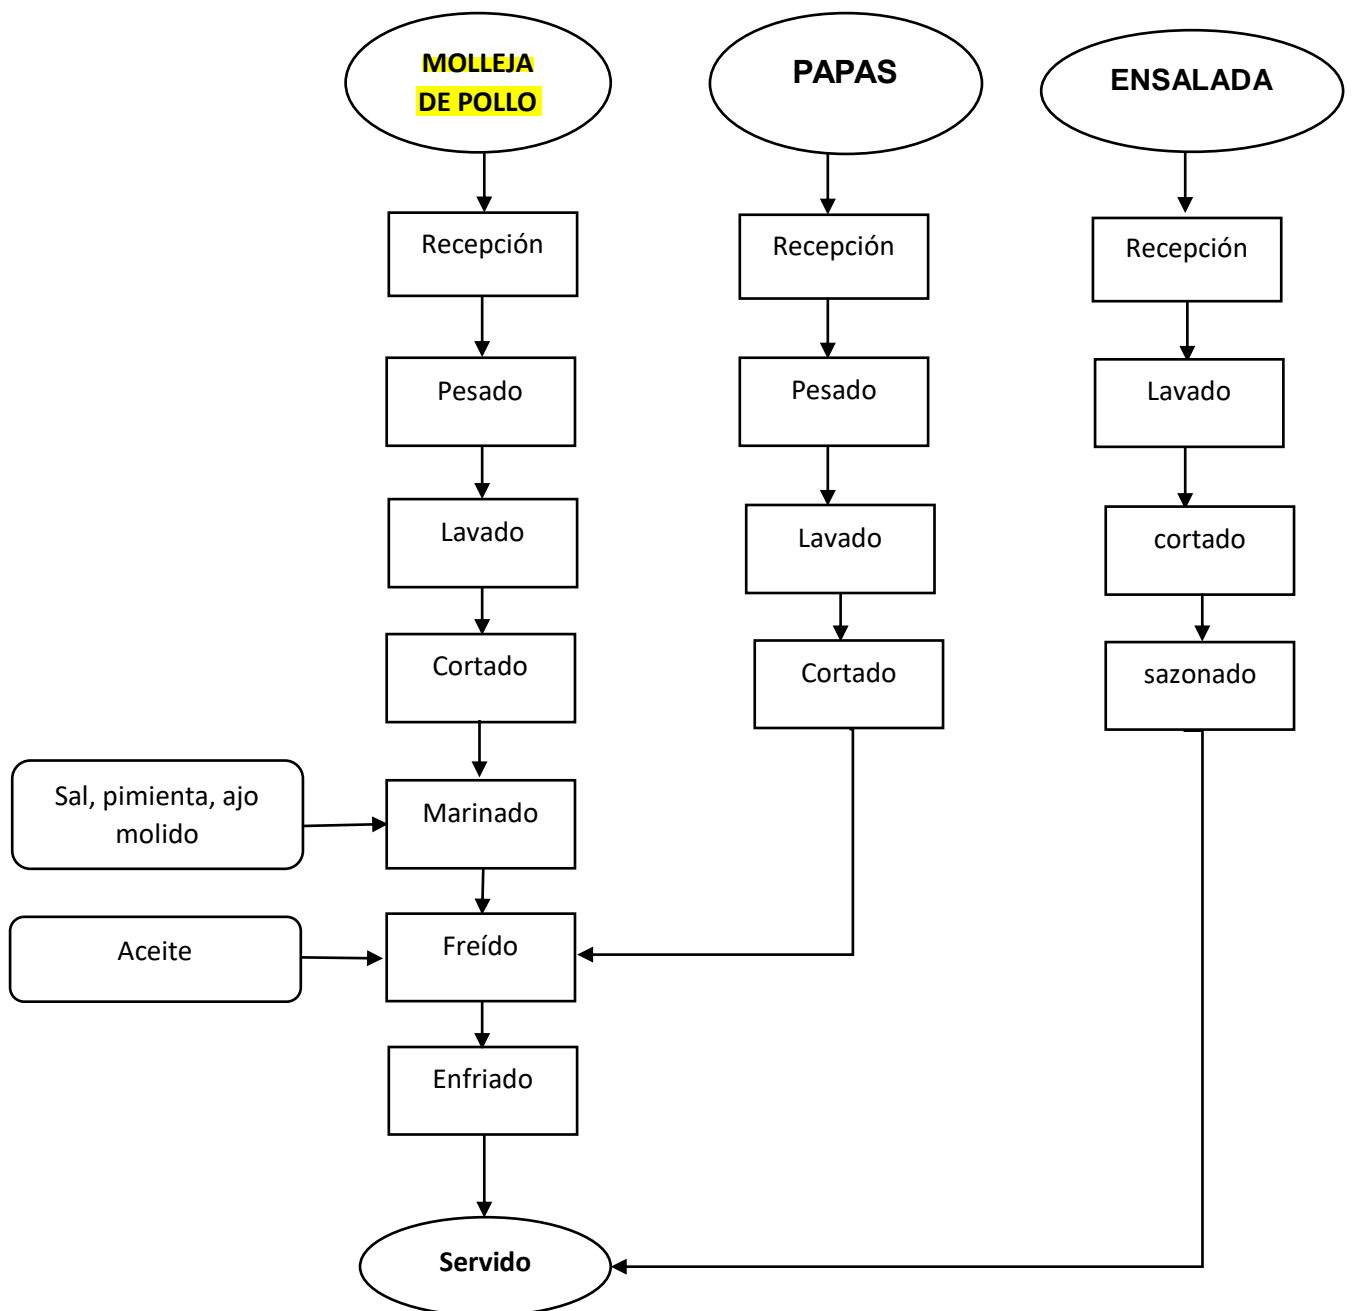 MOLLEJA
DE POLLO
PAPAS
ENSALADA
Recepción
Recepción
Recepción
Pesado
Pesado
Lavado
Lavado
Lavado
cortado
Cortado
Cortado
sazonado
Sal, pimienta, ajo
molido
Marinado
Aceite
Freído
Enfriado
Servido